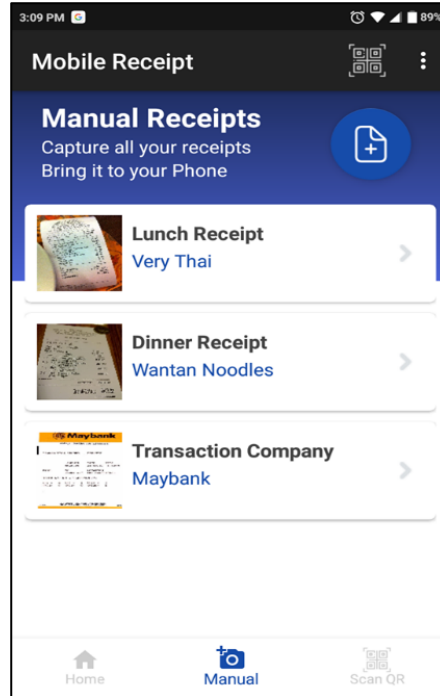 3:09 PM
89%
Mobile Receipt
Manual Receipts
Capture all your receipts
Bring it to your Phone
Lunch Receipt
Very Thai
Dinner Receipt
Wantan Noodles
Maybank
Transaction Company
Maybank
Home
Manual
Scan QR